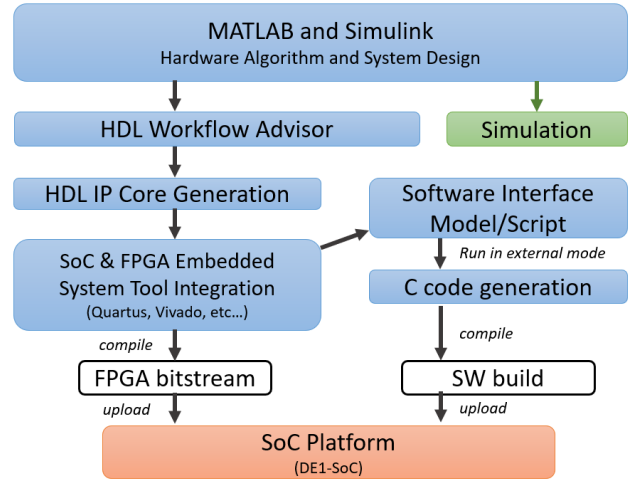 MATLAB and Simulink
Hardware Algorithm and System Design
HDL Workflow Advisor
Simulation
HDL IP Core Generation
Software Interface
Model/Script
SoC & FPGA Embedded
System Tool Integration
(Quartus, Vivado, etc...)
Run in external mode
C code generation
compile
compile
FPGA bitstream
SW build
upload
upload
SoC Platform
(DE1-SoC)